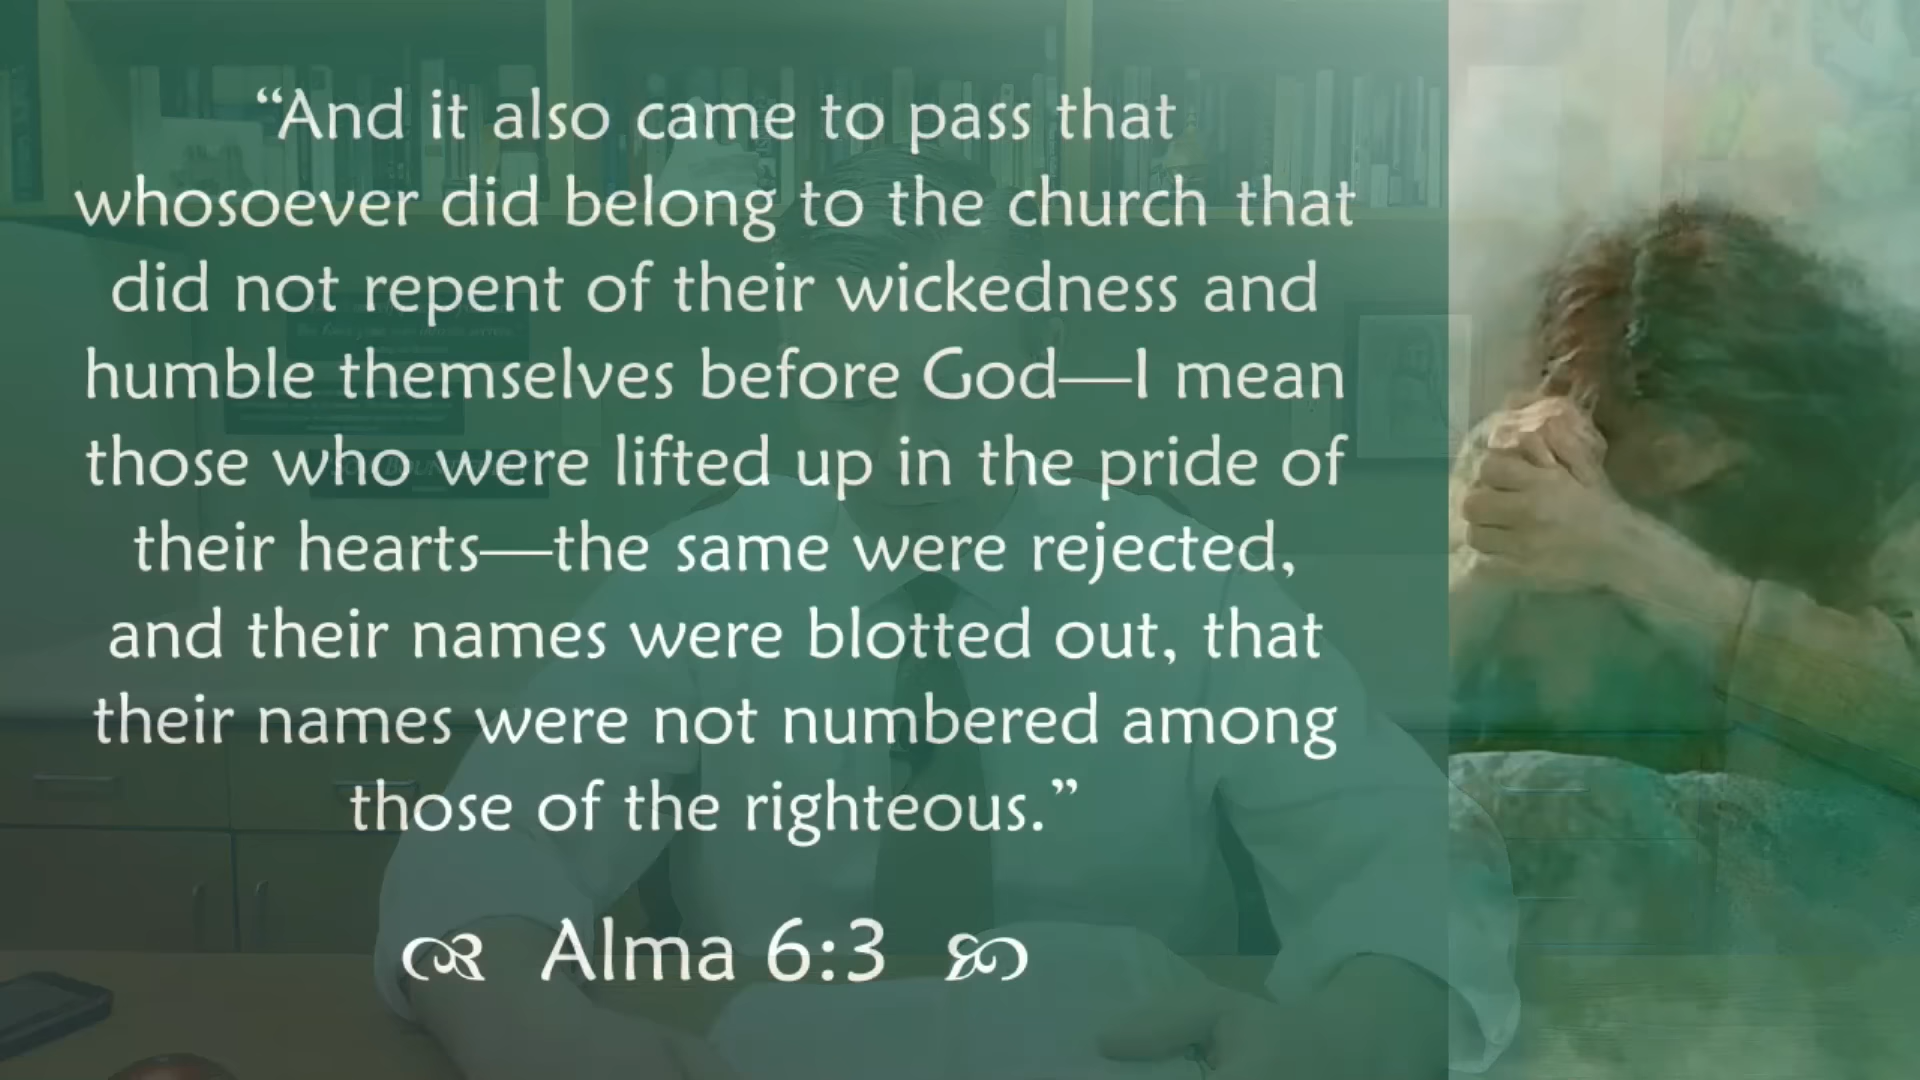 “And it also came to pass that
whosoever did belong to the church that
did not repent of their wickedness and
humble themselves before God—I mean
those who were lifted up in the pride of
their hearts—the same were rejected,
and their names were blotted out, that
their names were not numbered among
those of the righteous.”
Alma 6:3